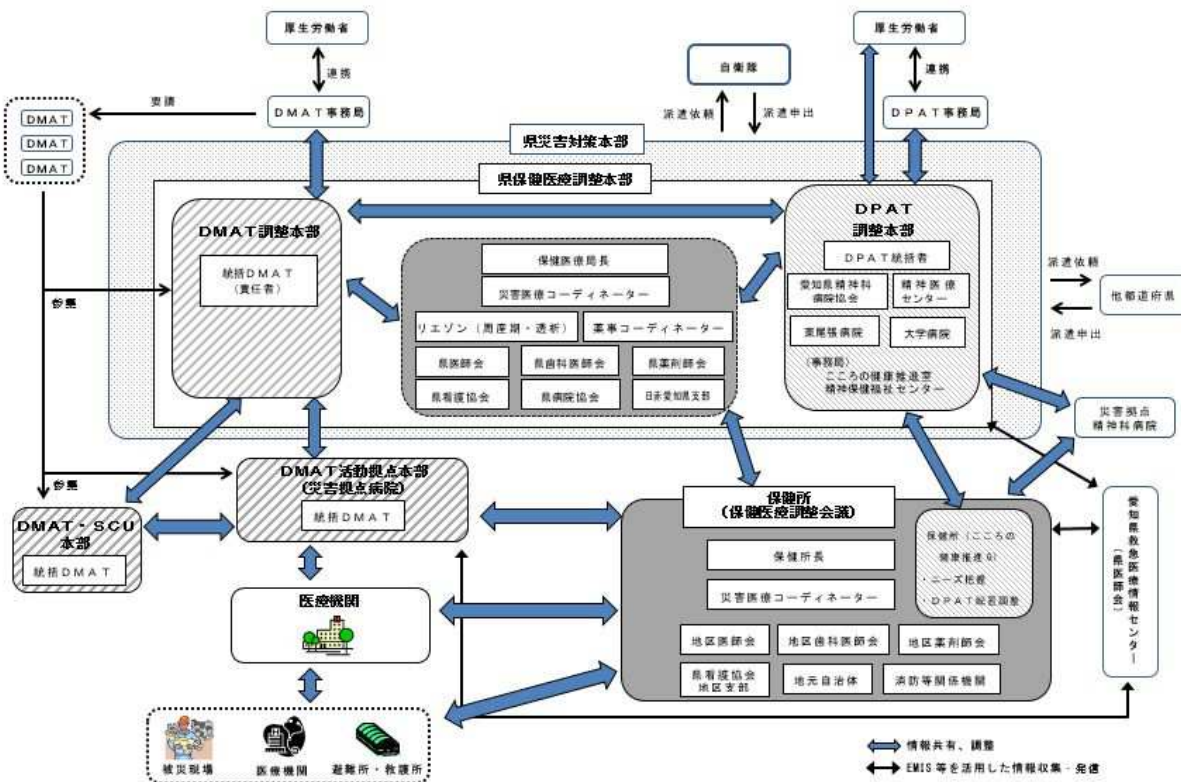 厚生労働省
厚生労働省
連携
連携
自衛隊
要請
DMAT事務局
派遣依頼
派遣申出
DPAT事務局
DMAT
DMAT
DMAT
県災害対策本部
県保健医療調整本部
DMAT調整本部
統括DMAT
(責任者)
保健医療局長
災害医療コーディネーター
リエゾン(周産期・透析)
薬事コーディネーター
県医師会
県歯科医師会
県薬剤師会
県看護協会
県病院協会
日赤愛知県支部
DPAT
調整本部
DPAT統括者
愛知県精神科
病院協会
精神医療
センター
東尾張病院
大学病院
(事務局)
こころの健康推進室
精神保健福祉センター
派遣依頼
他都道府県
派遣申出
参集
災害拠点
精神科病院
参集
DMAT活動拠点本部
(災害拠点病院)
統括DMAT
DMAT・SCU
本部
統括DMAT
医療機関
保健所
(保健医療調整会議)
保健所長
災害医療コーディネーター
保健所(こころの
健康推進G)
・ニーズ把握
・DPAT総合調整
地区医師会
地区歯科医師会
地区薬剤師会
県看護協会
地区支部
地元自治体
消防等関係機関
愛知県救急医療情報センター
(県医師会)
被災現場
医療機関
避難所・救護所
情報共有、調整
EMIS等を活用した情報収集・発信